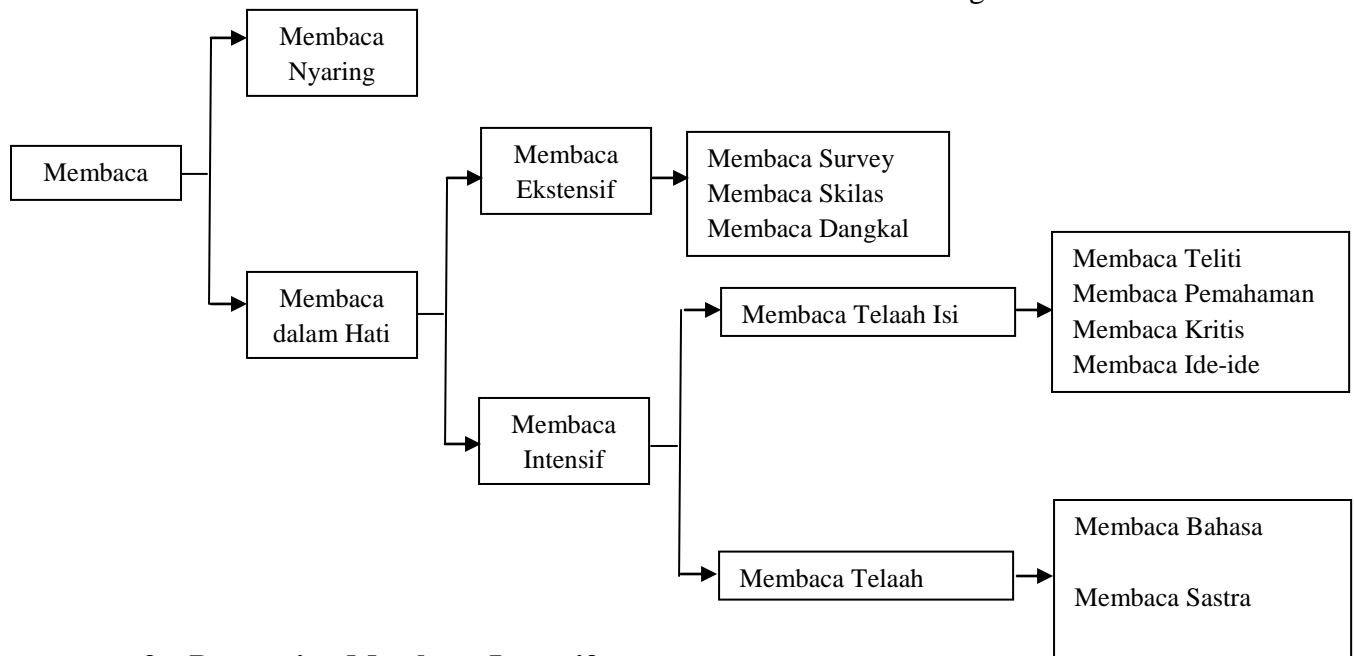 Membaca
Nyaring
Membaca
Membaca
Ekstensif
Membaca Survey
Membaca Skilas
Membaca Dangkal
Membaca
dalam Hati
Membaca Telaah Isi
Membaca Teliti
Membaca Pemahaman
Membaca Kritis
Membaca Ide-ide
Membaca
Intensif
Membaca Telaah
Membaca Bahasa
Membaca Sastra